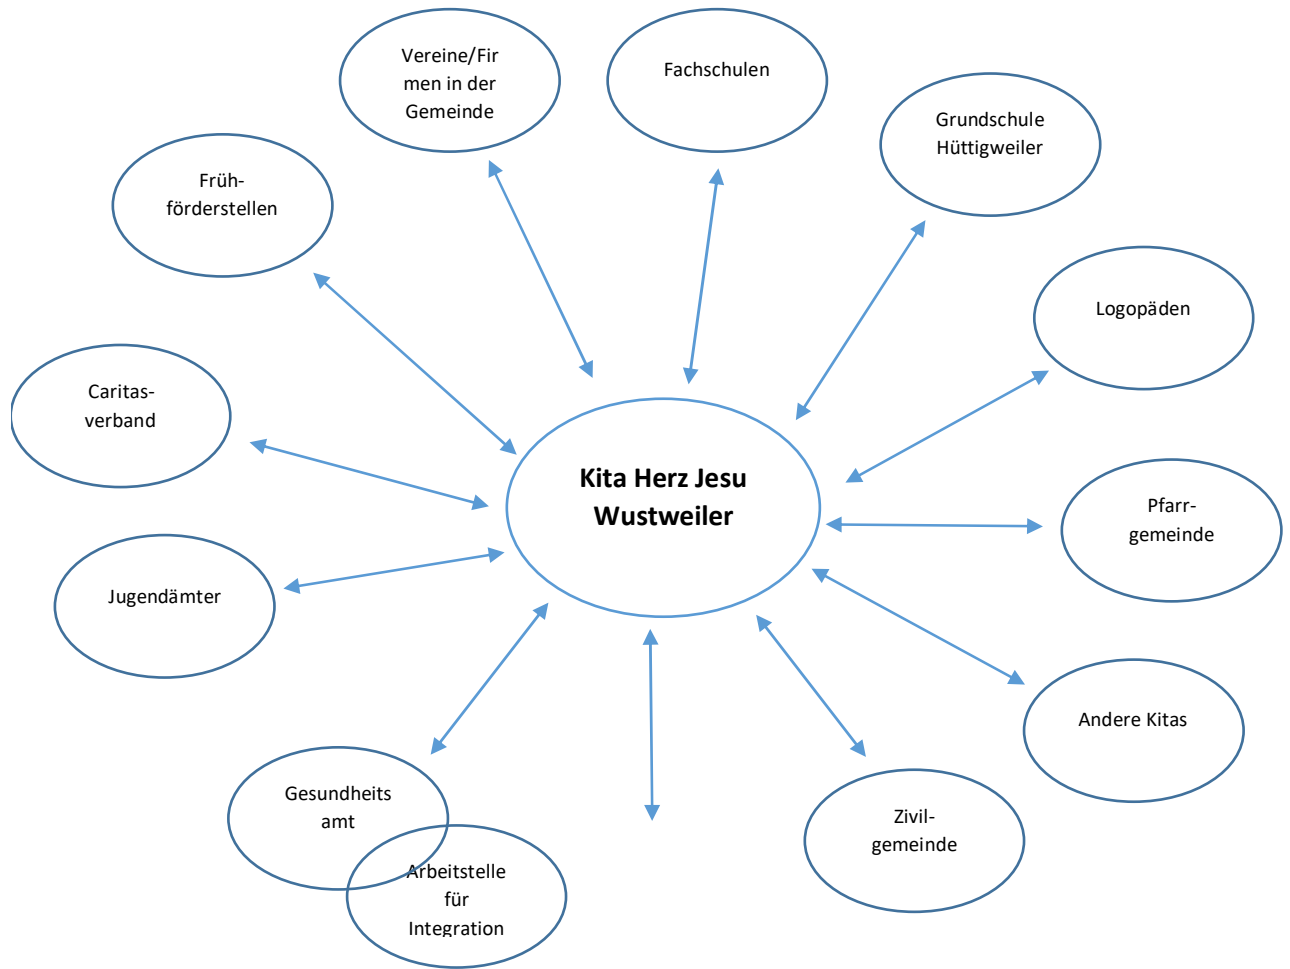 Vereine/Fir
men in der
Gemeinde
Fachschulen
Grundschule
Hüttigweiler
Früh-
förderstellen
Logopäden
Caritas-
verband
Kita Herz Jesu
Wustweiler
Pfarr-
gemeinde
Jugendämter
Andere Kitas
Gesundheits
amt
Zivil-
gemeinde
Arbeitstelle
für
Integration